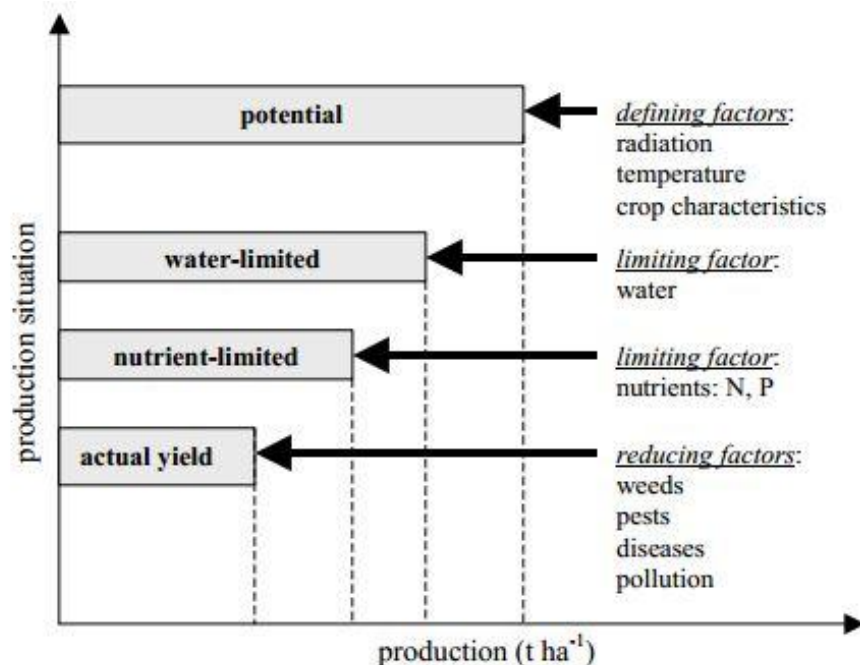 potential
defining factors:
radiation
temperature
crop characteristics
water-limited
limiting factor:
water
nutrient-limited
limiting factor:
nutrients: N, P
actual yield
reducing factors:
weeds
pests
diseases
pollution
production situation
production (t ha⁻¹)